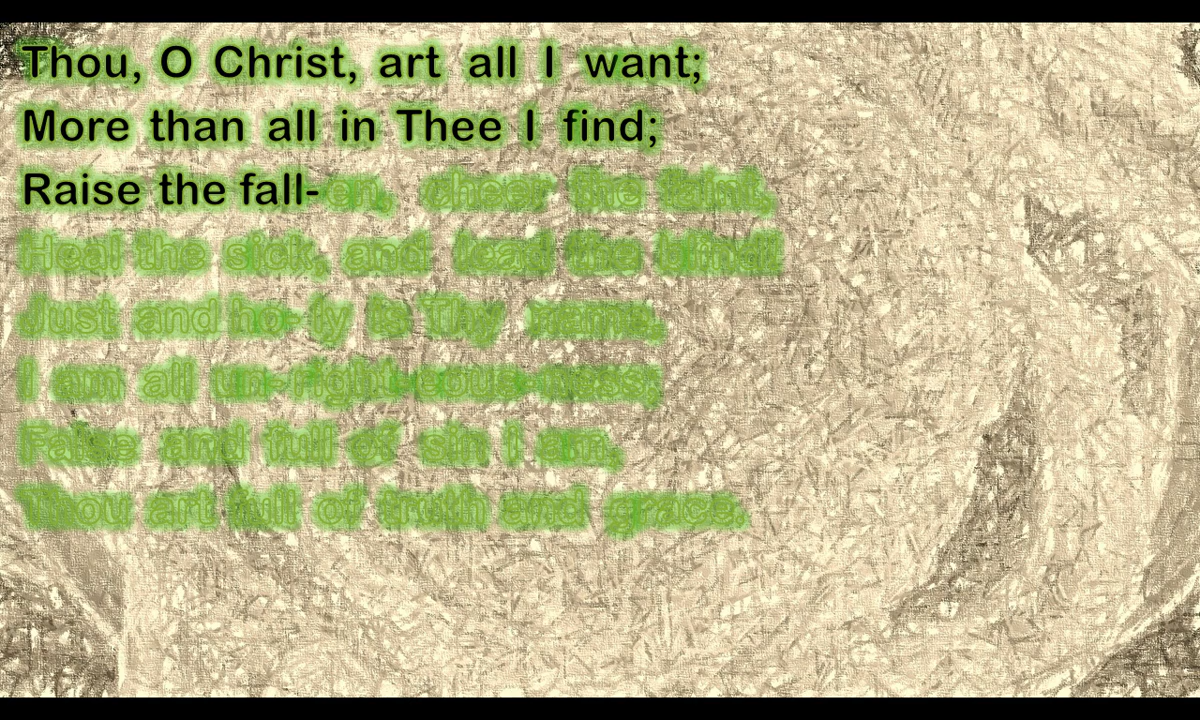 Thou, O Christ, art all I want;
More than all in Thee I find;
Raise the fall-en, cheer the faint,
Heal the sick, and lead the blind.
Just and ho-ly is Thy name,
I am all un-right-eous-ness;
False and full of sin I am,
Thou art full of truth and grace.